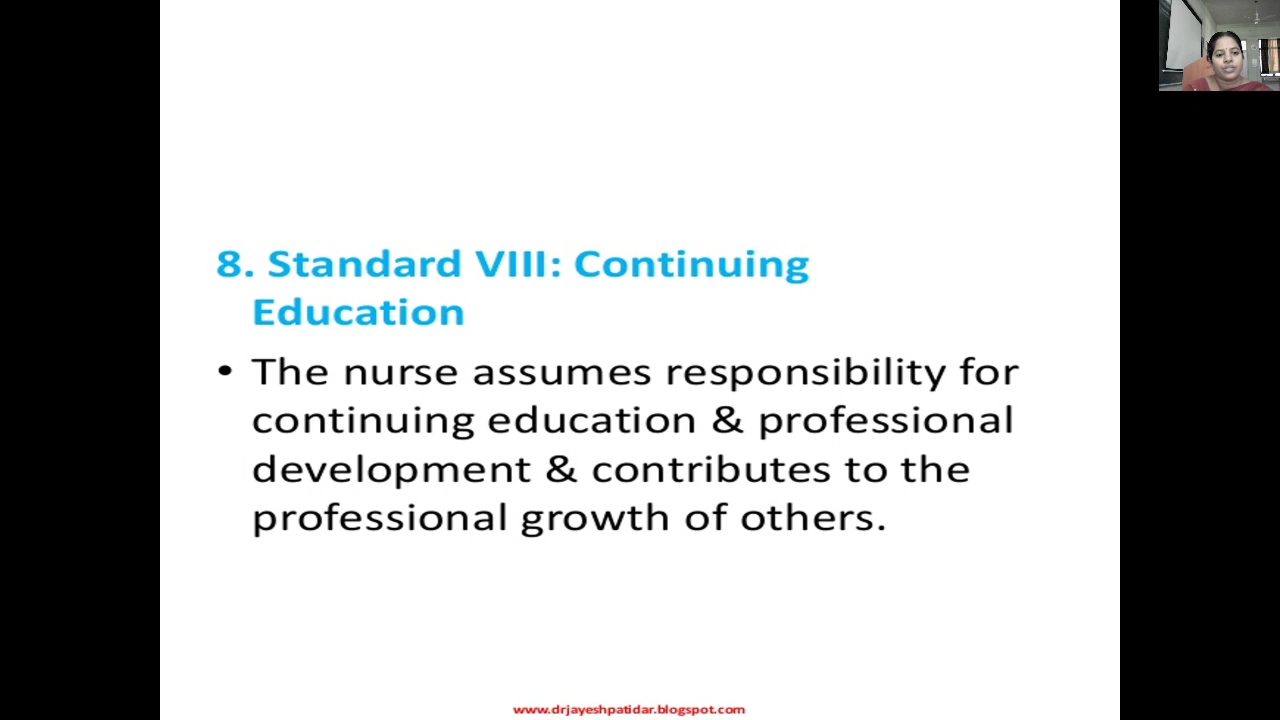 8. Standard VIII: Continuing
Education
• The nurse assumes responsibility for
continuing education & professional
development & contributes to the
professional growth of others.
www.drjayeshpatidar.blogspot.com